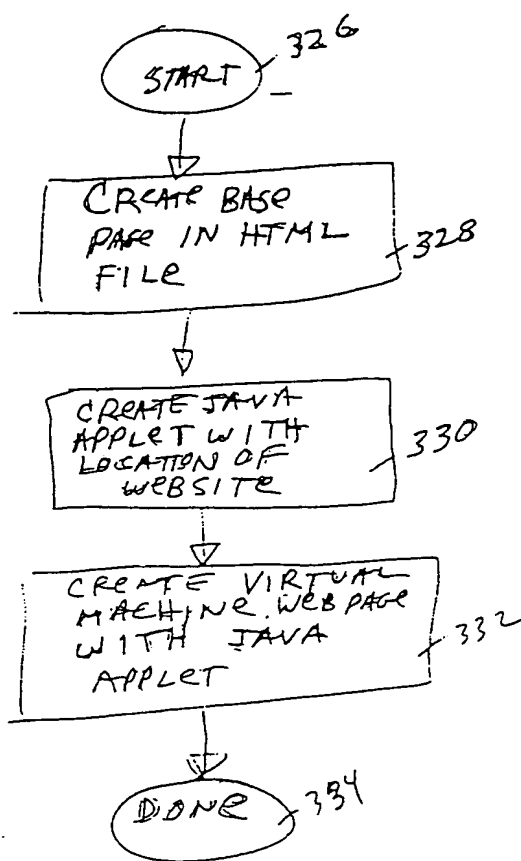 START 326
CREATE BASE
PAGE IN HTML
FILE
328
CREATE JAVA
APPLET WITH
LOCATION OF
WEBSITE
330
CREATE VIRTUAL
MACHINE WEB PAGE
WITH JAVA
APPLET
332
DONE 334